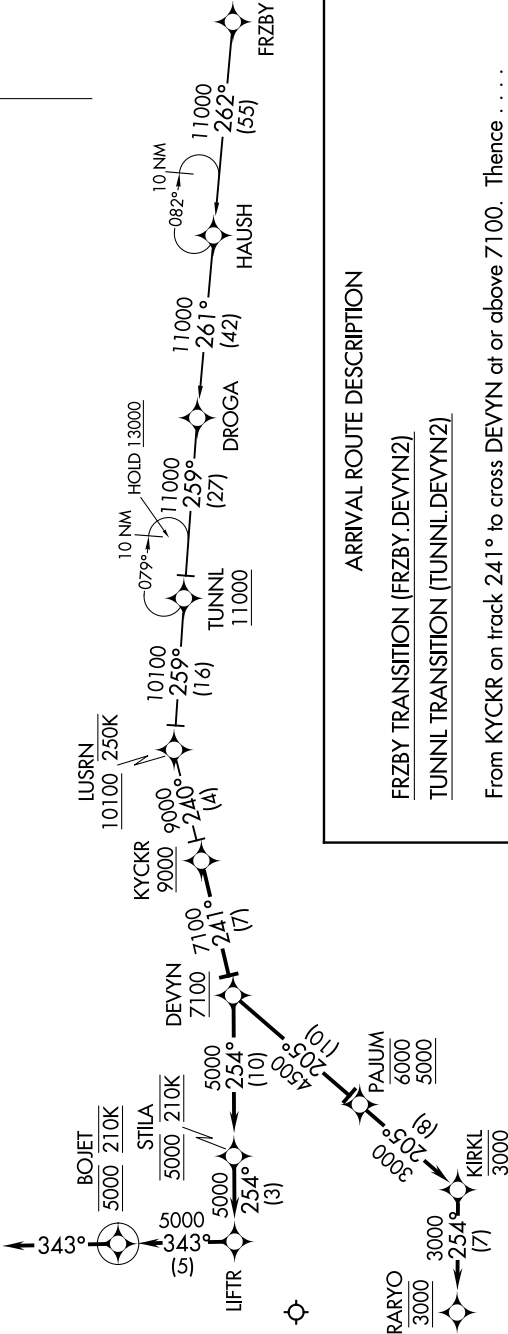 FRZBY
11000
262°
(55)
10 NM
082°
HAUSH
11000
261°
(42)
DROGA
HOLD 13000
11000
259°
(27)
10 NM
079°
TUNNL
11000
10100
259°
(16)
LUSRN
10100 250K
9000
240°
(4)
KYCKR
9000
7100
241°
(7)
DEVYN
7100
5000
254°
(10)
STILA
5000 210K
5000
254°
(3)
LIFTR
5000
343°
(5)
BOJET
5000 210K
343°
4500
205°
(10)
PAJUM
6000
5000
3000
205°
(8)
KIRKL
3000
3000
254°
(7)
RARYO
3000
ARRIVAL ROUTE DESCRIPTION
FRZBY TRANSITION (FRZBY.DEVYN2)
TUNNL TRANSITION (TUNNL.DEVYN2)
From KYCKR on track 241° to cross DEVYN at or above 7100. Thence . . . .